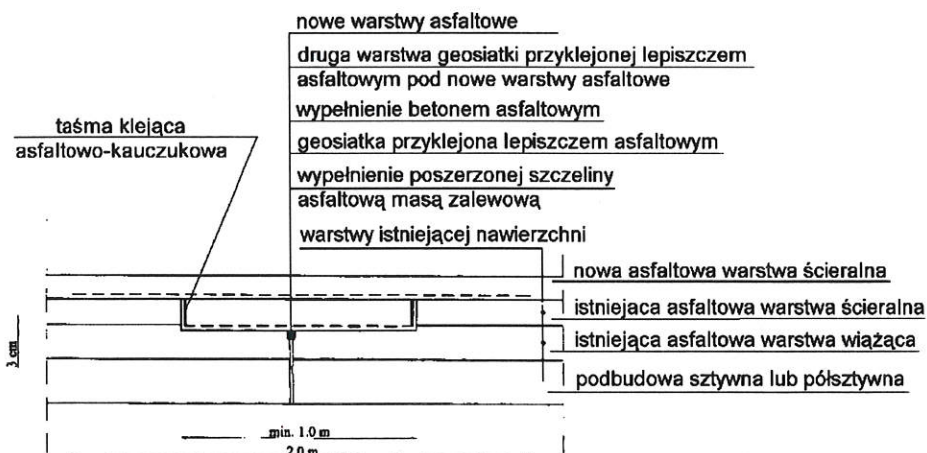 nowe warstwy asfaltowe
druga warstwa geosiatki przyklejonej lepiszczem
asfaltowym pod nowe warstwy asfaltowe
wypełnienie betonem asfaltowym
taśma klejąca
asfaltowo-kauczukowa
geosiatka przyklejona lepiszczem asfaltowym
wypełnienie poszerzonej szczeliny
asfaltową masą zalewową
warstwy istniejącej nawierzchni
nowa asfaltowa warstwa ścieralna
istniejaca asfaltowa warstwa ścieralna
istniejąca asfaltowa warstwa wiążąca
podbudowa sztywna lub półsztywna
3 cm
min. 1.0 m
2.0 m